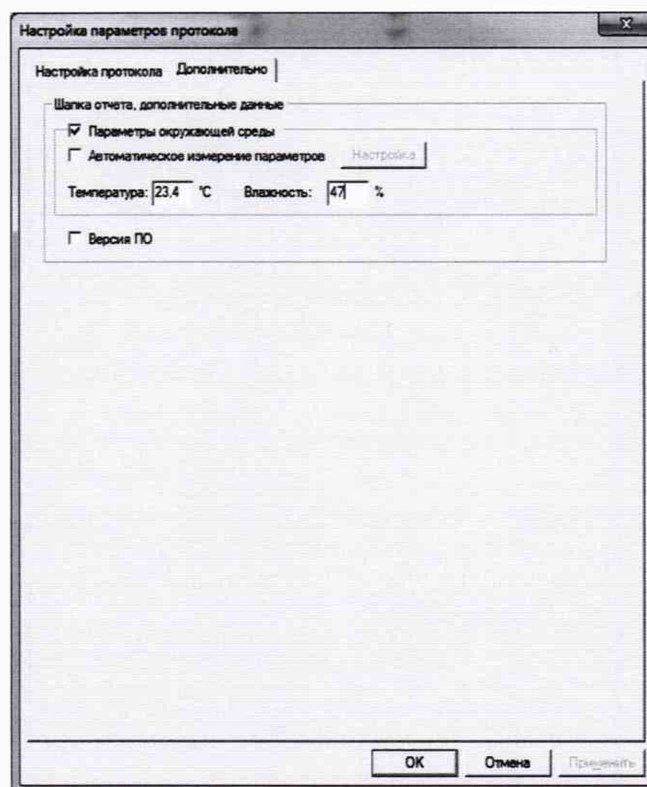 Настройка параметров протокола
Настройка протокола Дополнительно
Шапка отчета, дополнительные данные
Параметры окружающей среды
Автоматическое измерение параметров Настройка
Температура: 23,4 °C Влажность: 47 %
Версия ПО
OK Отмена Применить